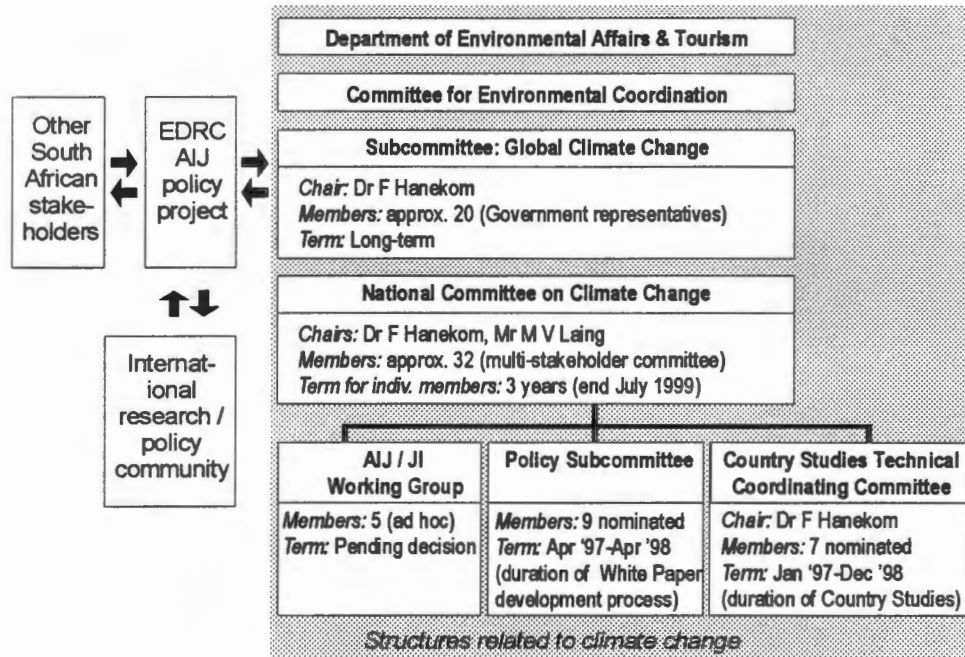 Department of Environmental Affairs & Tourism
Committee for Environmental Coordination
Other
South
African
stake-
holders
EDRC
AIJ
policy
project
Subcommittee: Global Climate Change
Chair: Dr F Hanekom
Members: approx. 20 (Government representatives)
Term: Long-term
International
research /
policy
community
National Committee on Climate Change
Chairs: Dr F Hanekom, Mr M V Laing
Members: approx. 32 (multi-stakeholder committee)
Term for indiv. members: 3 years (end July 1999)
AIJ / JI
Working Group
Members: 5 (ad hoc)
Term: Pending decision
Policy Subcommittee
Members: 9 nominated
Term: Apr '97-Apr '98
(duration of White Paper
development process)
Country Studies Technical
Coordinating Committee
Chair: Dr F Hanekom
Members: 7 nominated
Term: Jan '97-Dec '98
(duration of Country Studies)
Structures related to climate change